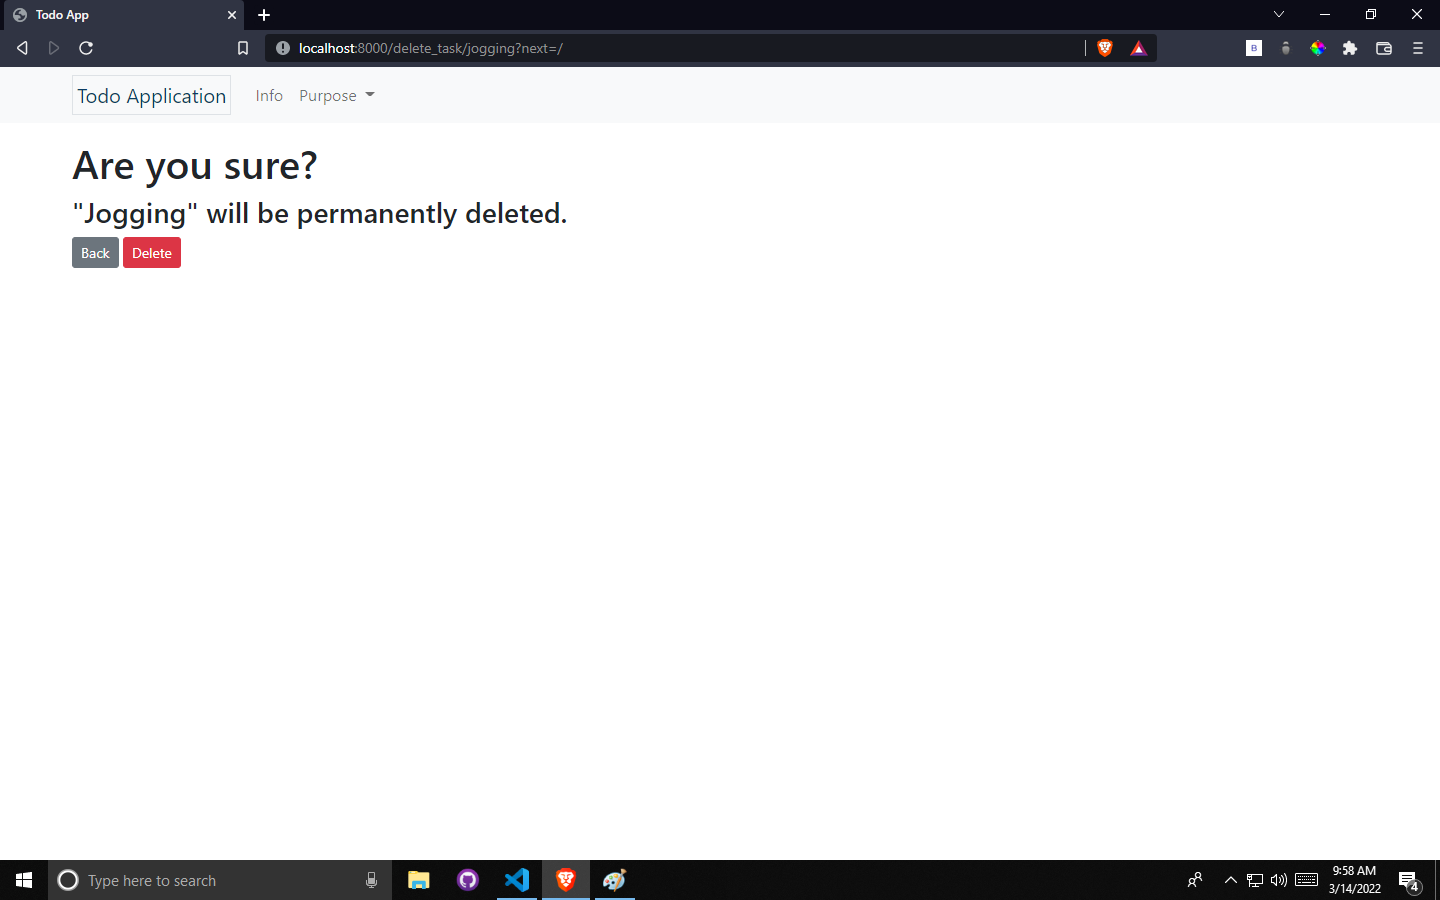 Todo App
localhost:8000/delete_task/jogging?next=/
B
Todo Application Info Purpose
Are you sure?
"Jogging" will be permanently deleted.
Back Delete
Type here to search
9:58 AM
3/14/2022
4